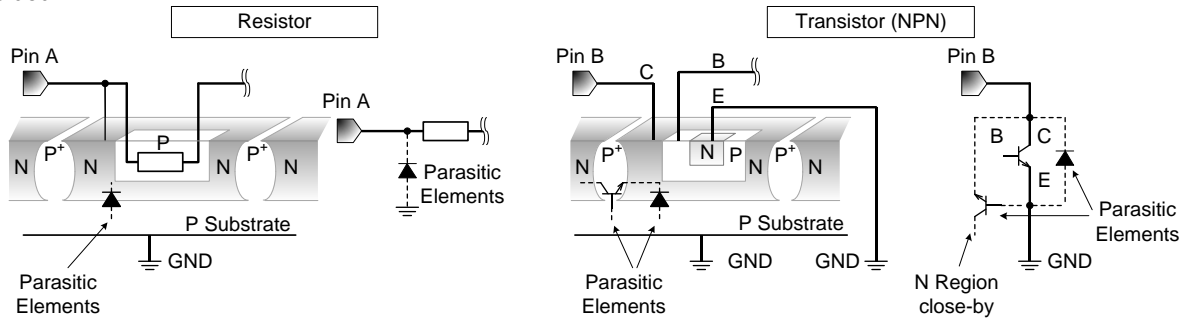 Resistor
Transistor (NPN)
Pin A
Pin B
C
B
E
Pin B
Pin A
N
P+
N
P
P+
N
Parasitic
Elements
N
P+
N
P
P+
N
N
B
C
E
P Substrate
GND
Parasitic
Elements
P Substrate
GND
GND
Parasitic
Elements
Parasitic
Elements
GND
N Region
close-by